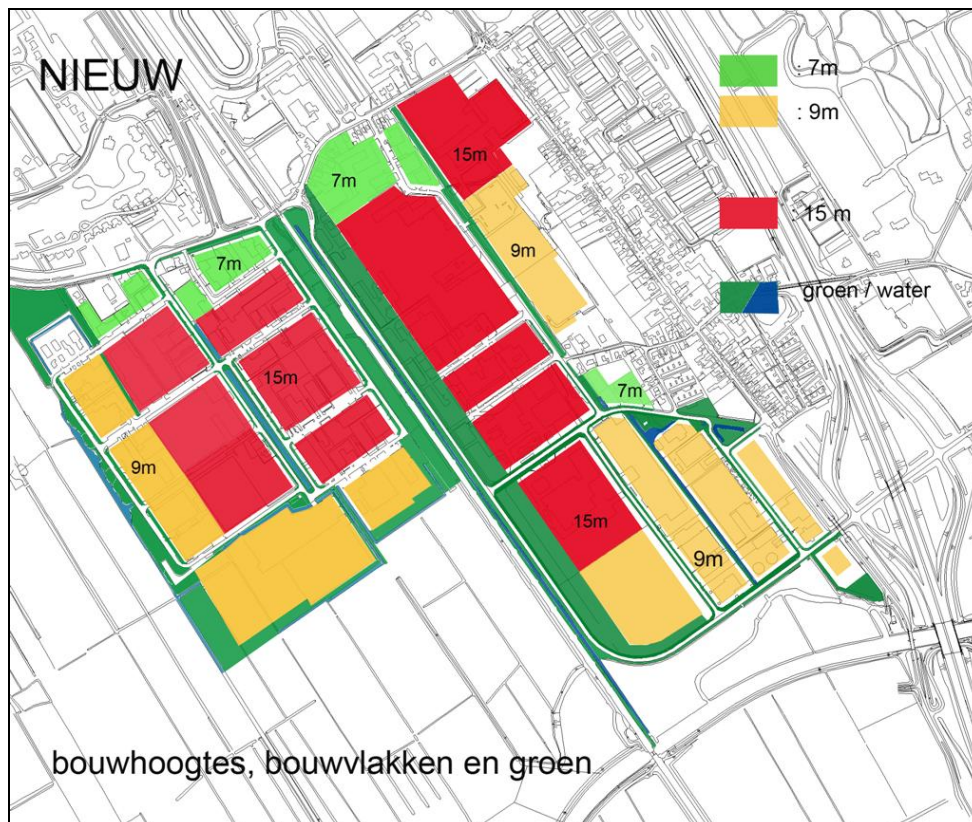 NIEUW
: 7m
: 9m
15m
7m
: 15 m
9m
7m
groen / water
15m
7m
9m
15m
9m
bouwhoogtes, bouwvlakken en groen